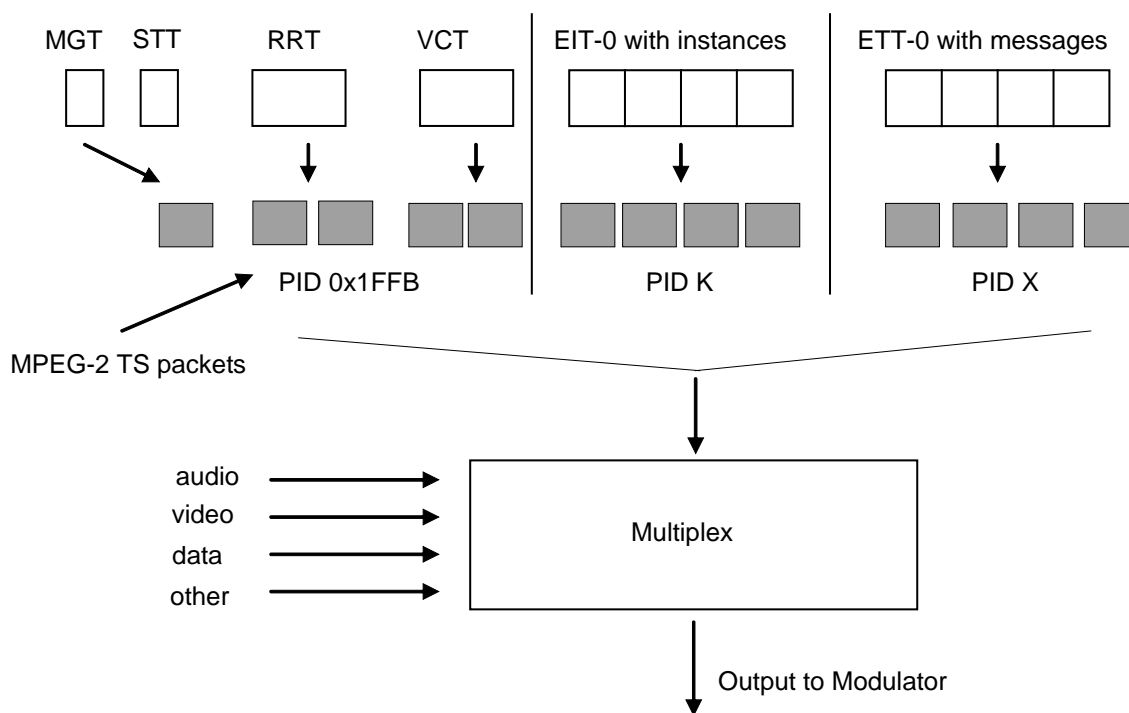 MGT STT RRT VCT EIT-0 with instances ETT-0 with messages
PID 0x1FFB PID K PID X
MPEG-2 TS packets
audio
video
data
other
Multiplex
Output to Modulator